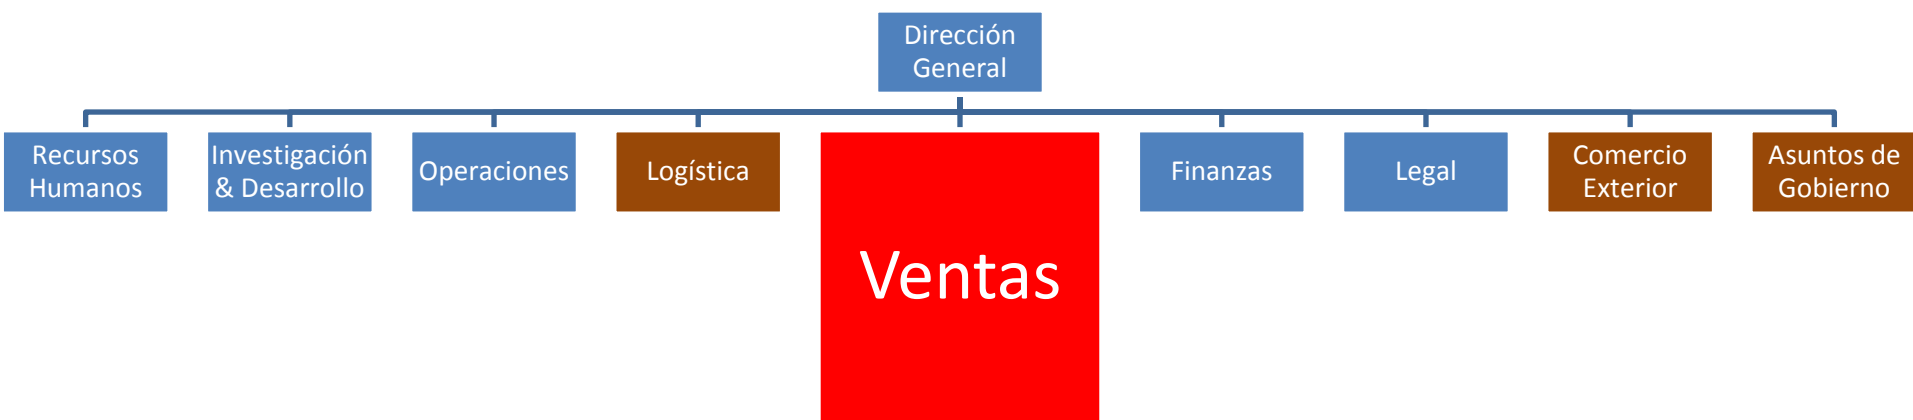 Dirección
General
Recursos
Humanos
Investigación
& Desarrollo
Operaciones
Logística
Ventas
Finanzas
Legal
Comercio
Exterior
Asuntos de
Gobierno